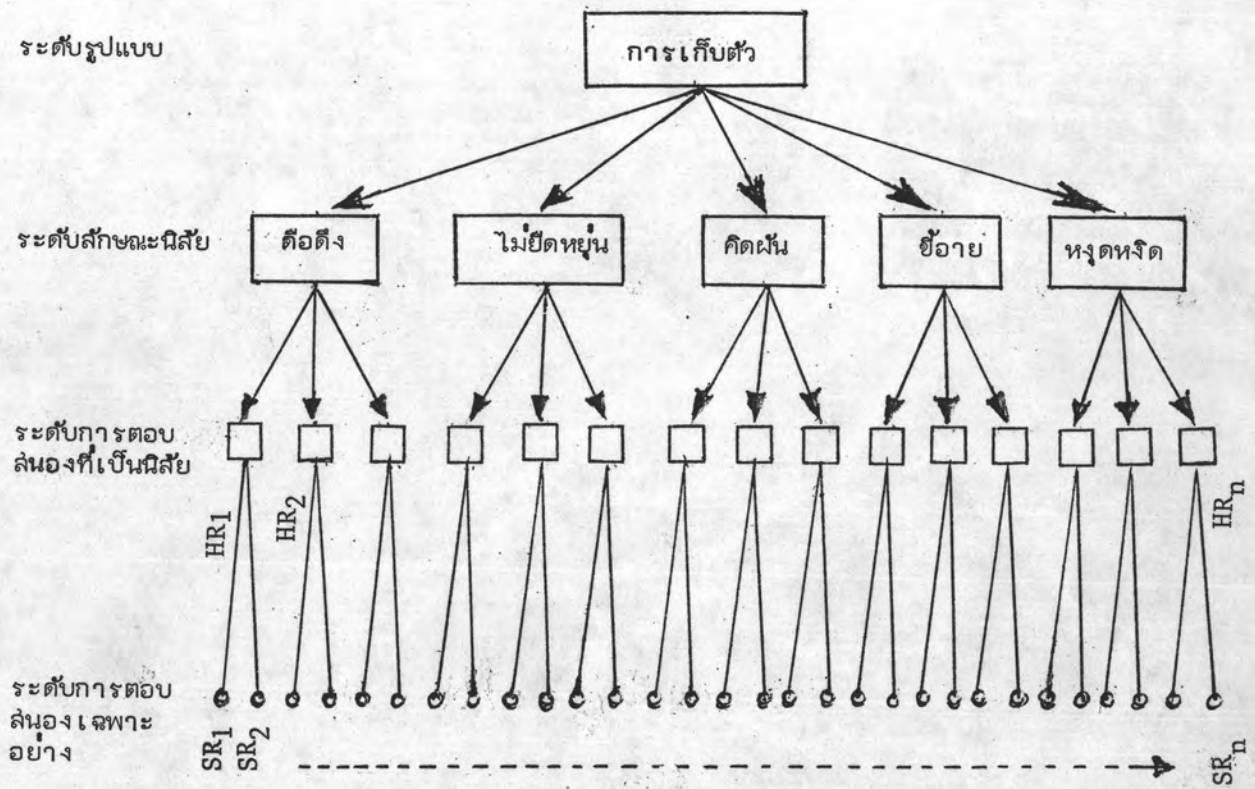 ระดับรูปแบบ
การเก็บตัว
ระดับลักษณะนิสัย
ดือดึง
ไม่ยืดหยุ่น
คิดฝัน
ขี้อาย
หงุดหงิด
ระดับการตอบ
สนองที่เป็นนิสัย
HR1
HR2
HRn
ระดับการตอบ
สนองเฉพาะ
อย่าง
SR1
SR2
SRn